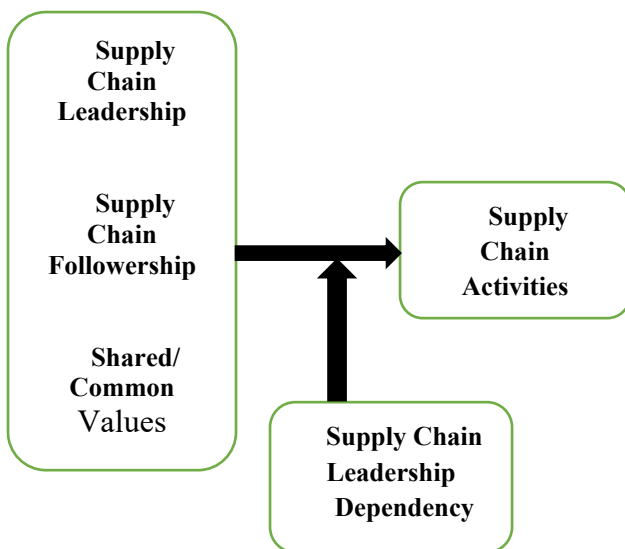 Supply
Chain
Leadership
Supply
Chain
Followership
Shared/
Common
Values
Supply
Chain
Activities
Supply Chain
Leadership
Dependency